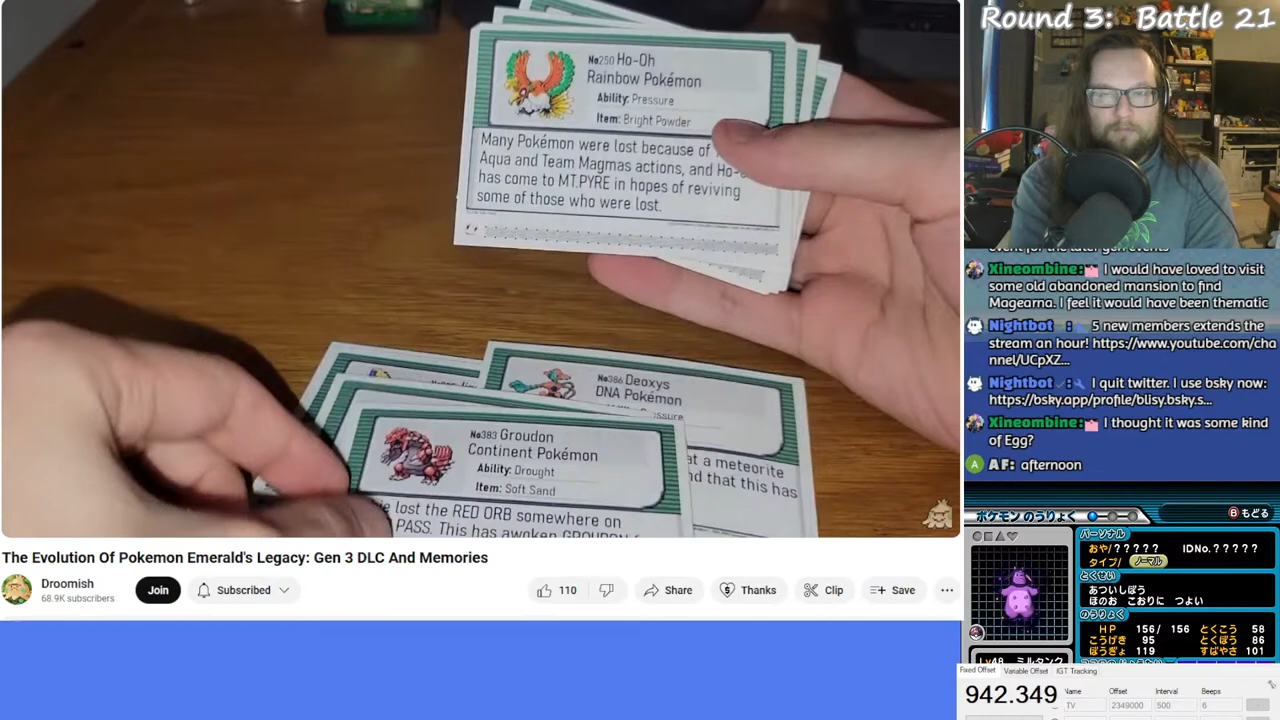 Round 3: Battle 21
No250 Ho-Oh
Rainbow Pokémon
Ability: Pressure
Item: Bright Powder
Many Pokémon were lost because of
Aqua and Team Magmas actions, and Ho-
has come to MT.PYRE in hopes of reviving
some of those who were lost.
No386 Deoxys
DNA Pokémon
at a meteorite
nd that this has
No383 Groudon
Continent Pokémon
Ability: Drought
Item: Soft Sand
lost the RED ORB somewhere on
PASS. This has awaken GROUDON
The Evolution Of Pokemon Emerald's Legacy: Gen 3 DLC And Memories
Droomish
68.9K subscribers
Join
Subscribed
110
Share
Thanks
Clip
Save
Xineombine: I would have loved to visit
some old abandoned mansion to find
Magearna. I feel it would have been thematic
Nightbot : 5 new members extends the
stream an hour! https://www.youtube.com/cha
nnel/UCpXZ...
Nightbot : I quit twitter. I use bsky now:
https://bsky.app/profile/blisy.bsky.s...
Xineombine: I thought it was some kind
of Egg?
A AF: afternoon
ポケモン のうりょく
Bもどる
パーソナル
おや/????? IDNo.?????
タイプ/ ノーマル
とくせい
あついしぼう
ほのお こおりに つよい
のうりょく
HP 156/ 156 とくこう 58
こうげき 95 とくぼう 86
ぼうぎょ 119 すばやさ 101
Lv48 ミルタンク
Fixed Offset Variable Offset IGT Tracking
942.349
Name Offset Interval Beeps
TV 2349000 500 6